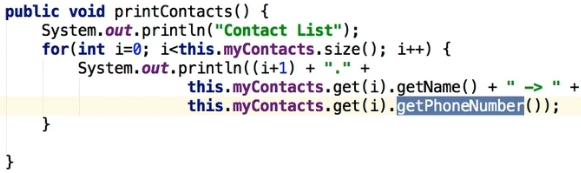 public void printContacts() {
    System.out.println("Contact List");
    for(int i=0; i<this.myContacts.size(); i++) {
        System.out.println((i+1) + "." +
                    this.myContacts.get(i).getName() + " -> " +
                    this.myContacts.get(i).getPhoneNumber());
    }
}